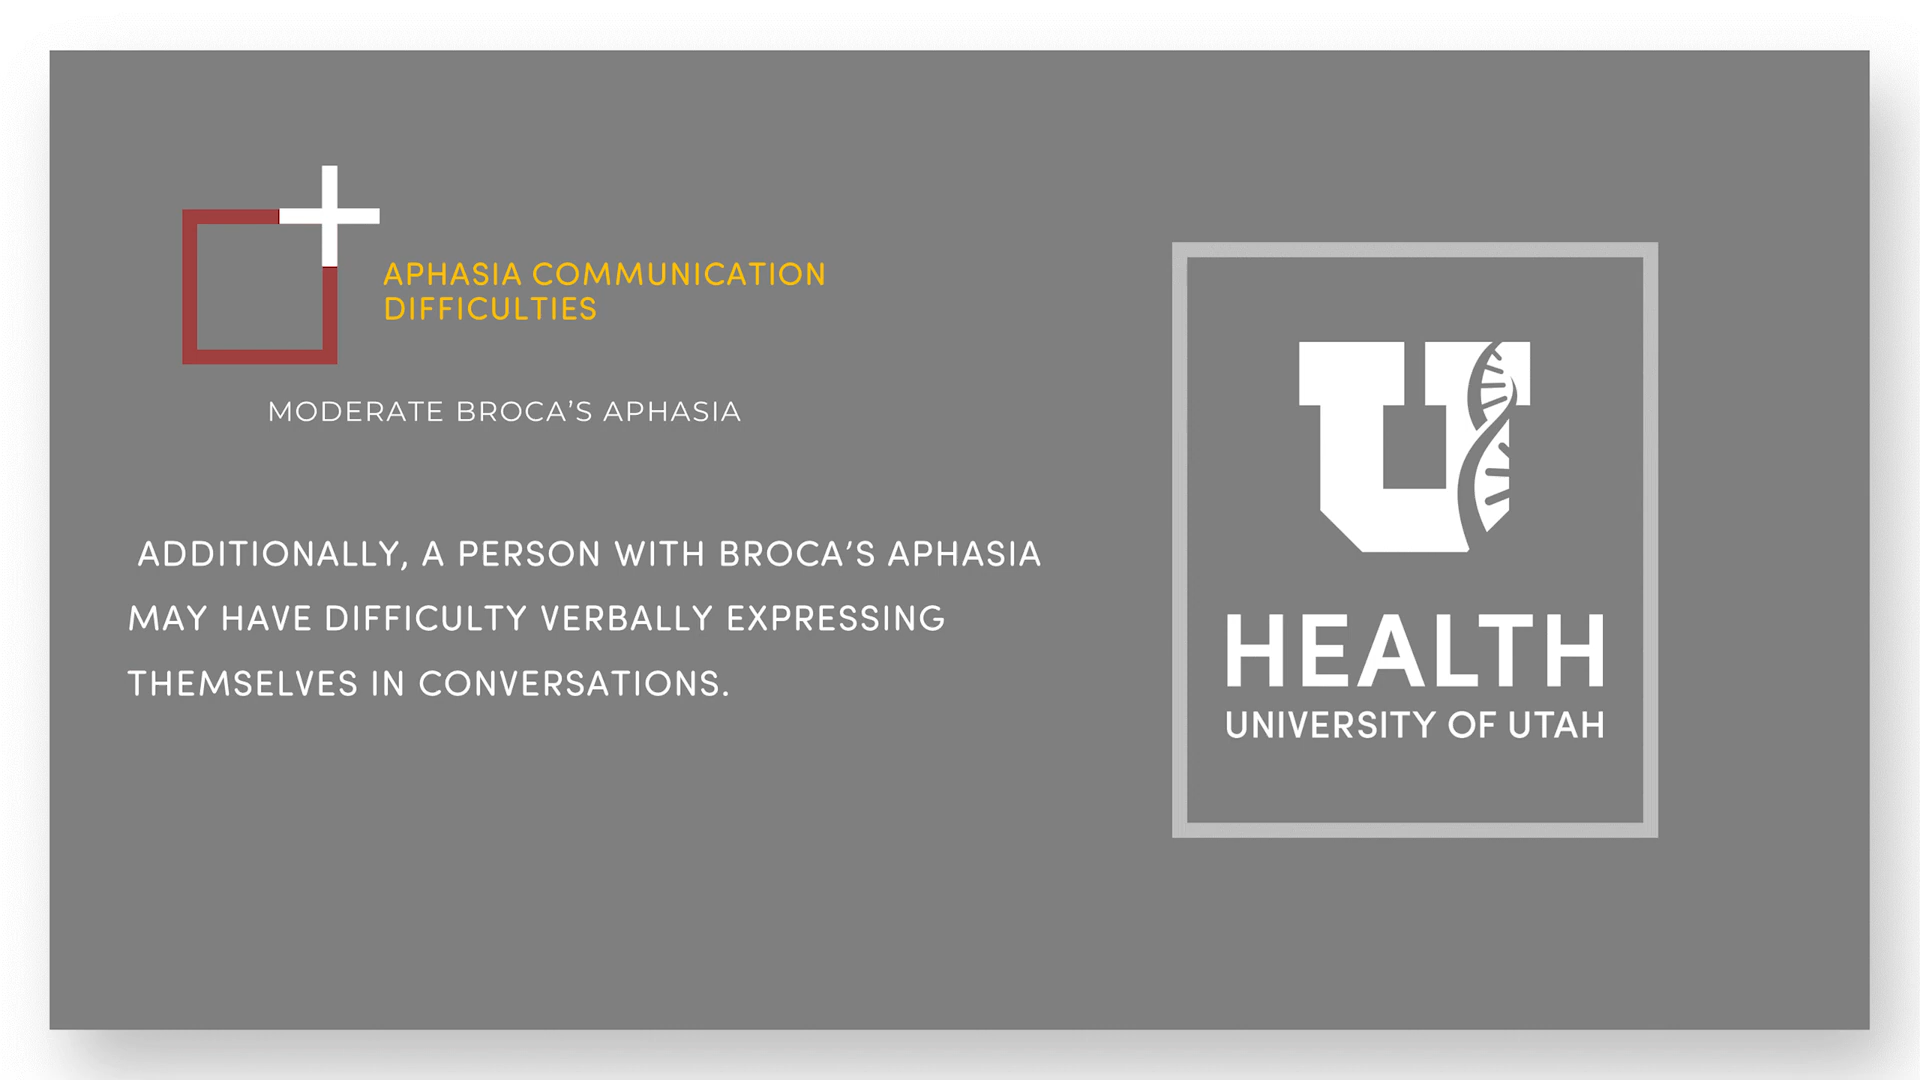 APHASIA COMMUNICATION
DIFFICULTIES
MODERATE BROCA’S APHASIA
ADDITIONALLY, A PERSON WITH BROCA’S APHASIA
MAY HAVE DIFFICULTY VERBALLY EXPRESSING
THEMSELVES IN CONVERSATIONS.
U
HEALTH
UNIVERSITY OF UTAH